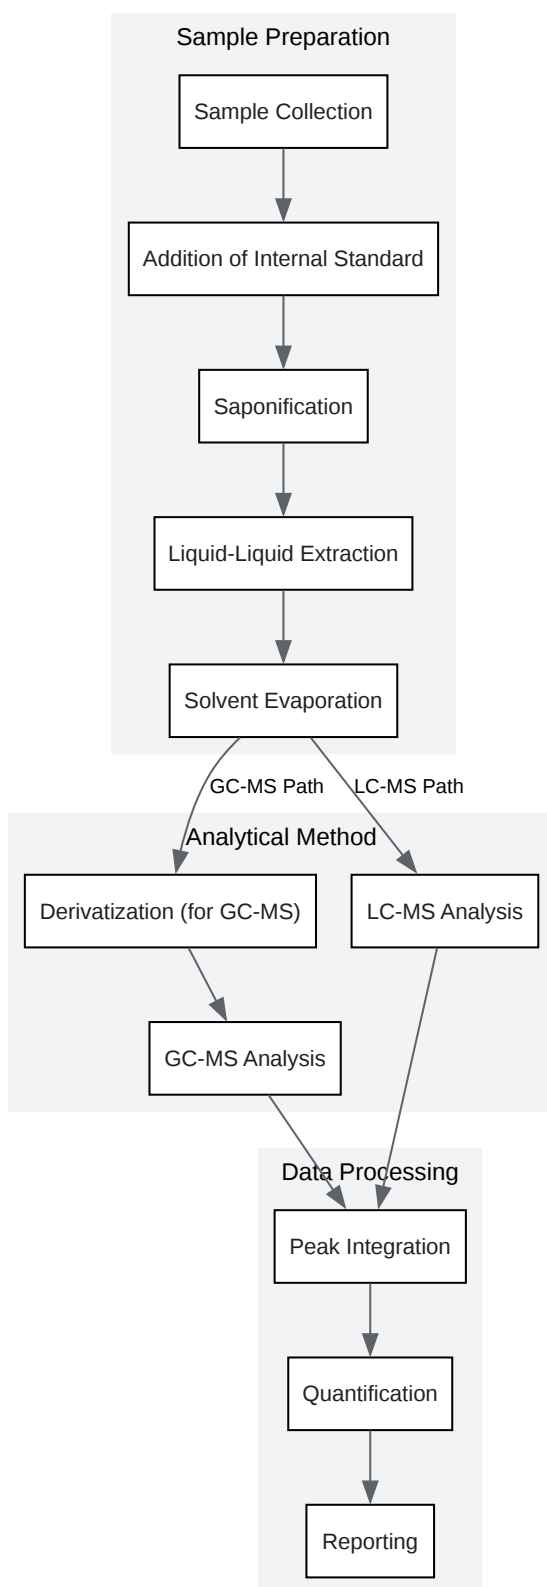 Sample Preparation
Sample Collection
Addition of Internal Standard
Saponification
Liquid-Liquid Extraction
Solvent Evaporation
GC-MS Path
LC-MS Path
Analytical Method
Derivatization (for GC-MS)
LC-MS Analysis
GC-MS Analysis
Data Processing
Peak Integration
Quantification
Reporting